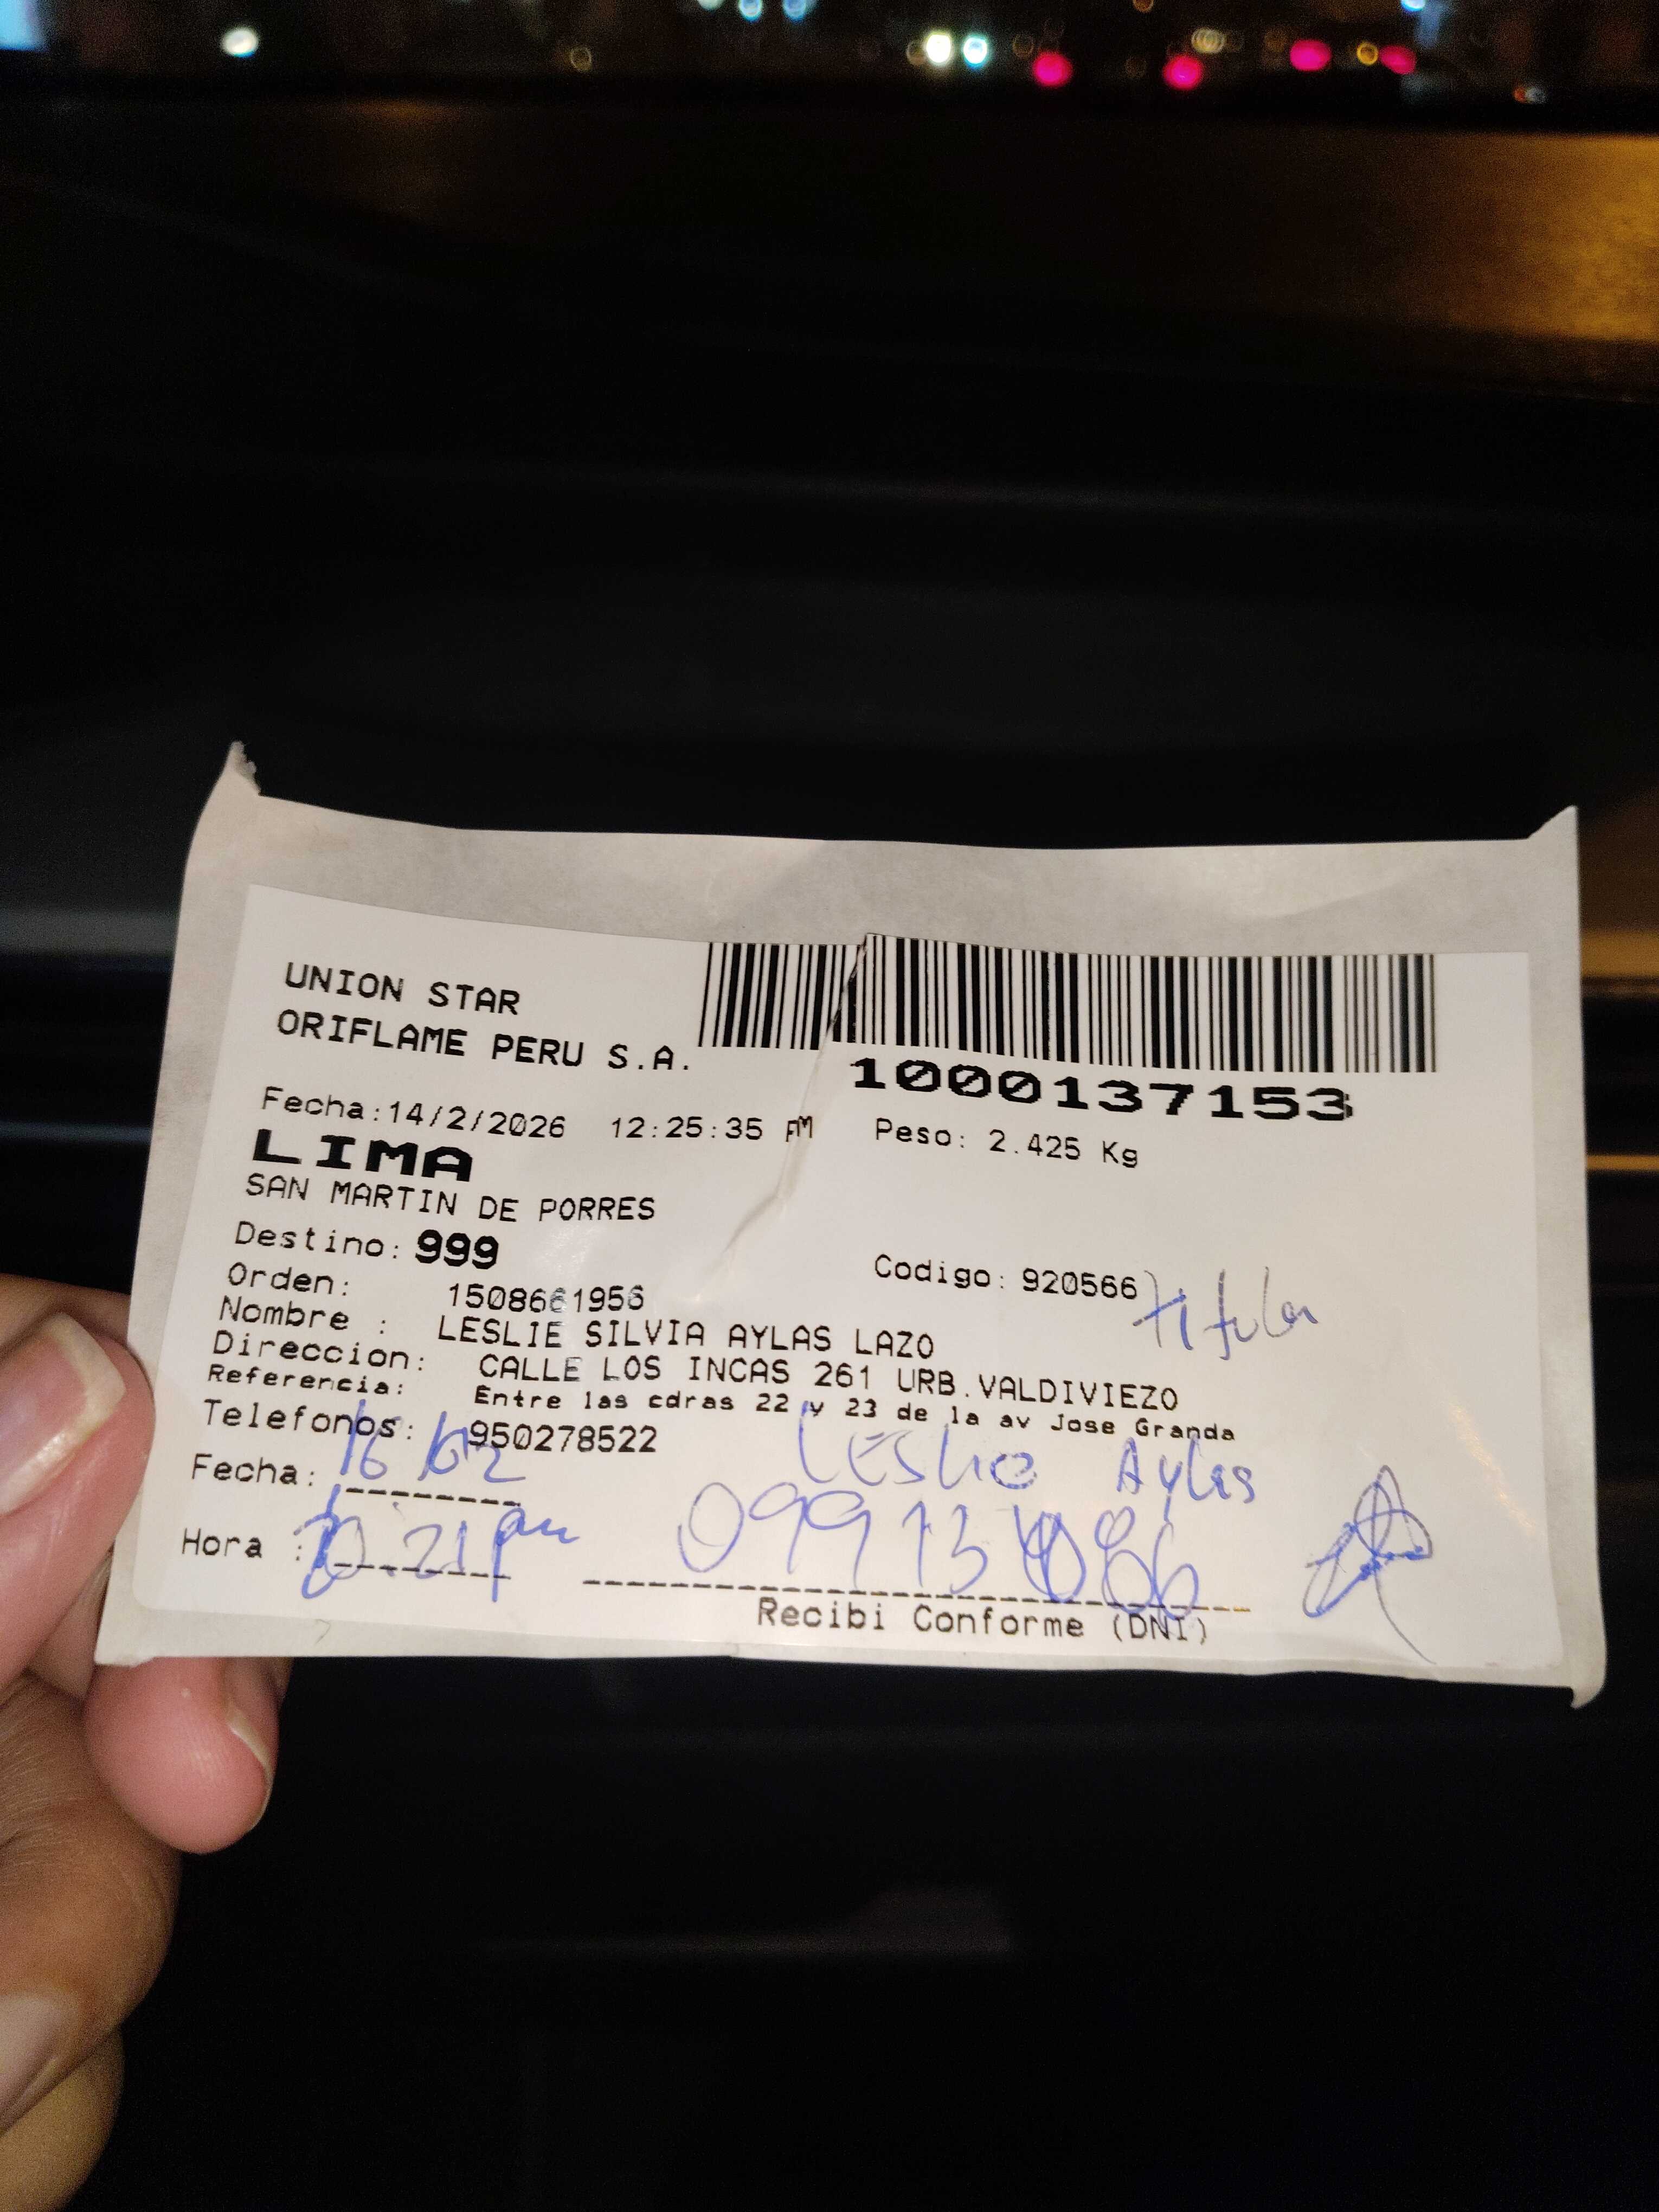 UNION STAR
ORIFLAME PERU S.A.
1000137153
Fecha:14/2/2026 12:25:35 PM Peso: 2.425 Kg
LIMA
SAN MARTIN DE PORRES
Destino: 999
Codigo: 920566 titular
Orden: 1508661956
Nombre : LESLIE SILVIA AYLAS LAZO
Direccion: CALLE LOS INCAS 261 URB.VALDIVIEZO
Referencia: Entre las cdras 22 y 23 de la av Jose Granda
Telefonos: 950278522
Leslie Aylas
Fecha: 16/02
Hora :
Recibi Conforme (DNI)